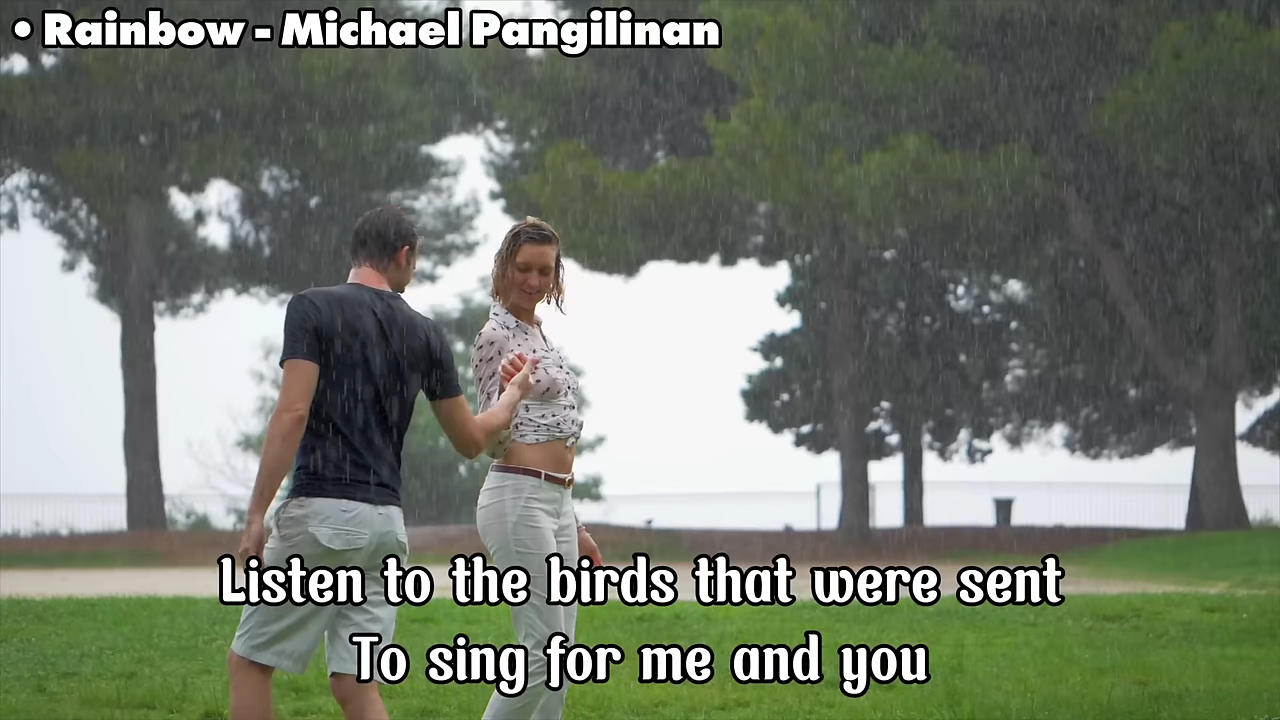 • Rainbow - Michael Pangilinan
Listen to the birds that were sent
To sing for me and you